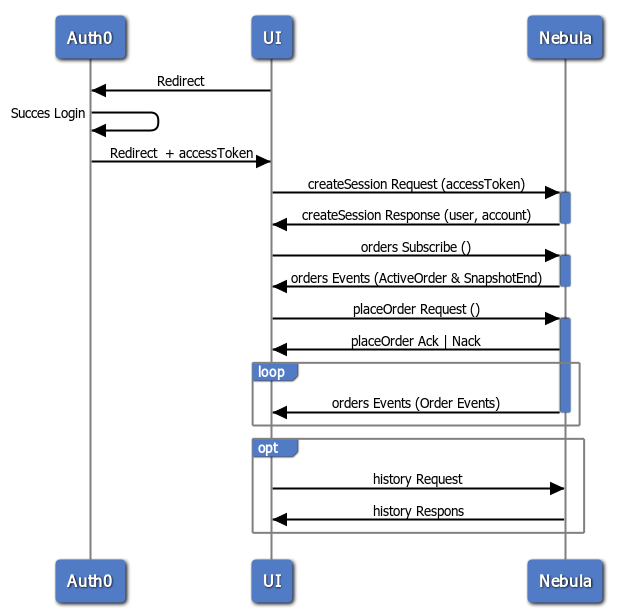 Auth0
UI
Nebula
Redirect
Succes Login
Redirect + accessToken
createSession Request (accessToken)
createSession Response (user, account)
orders Subscribe ()
orders Events (ActiveOrder & SnapshotEnd)
placeOrder Request ()
placeOrder Ack | Nack
loop
orders Events (Order Events)
opt
history Request
history Respons
Auth0
UI
Nebula